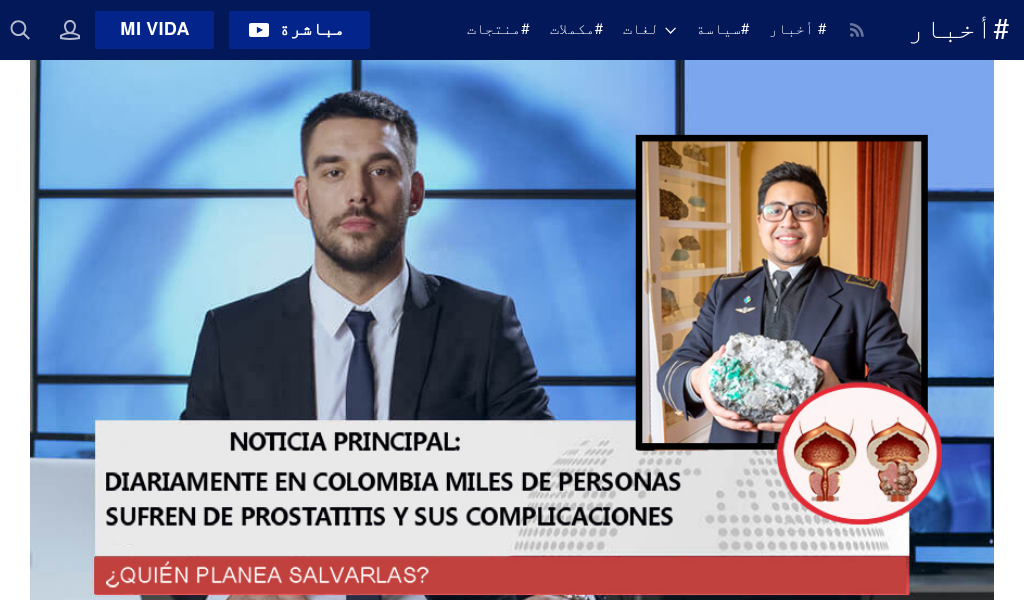 #أخبار
# أخبار
#سياسة
لغات
#مكملات
#منتجات
مباشرة
MI VIDA
NOTICIA PRINCIPAL:
DIARIAMENTE EN COLOMBIA MILES DE PERSONAS
SUFREN DE PROSTATITIS Y SUS COMPLICACIONES
¿QUIÉN PLANEA SALVARLAS?